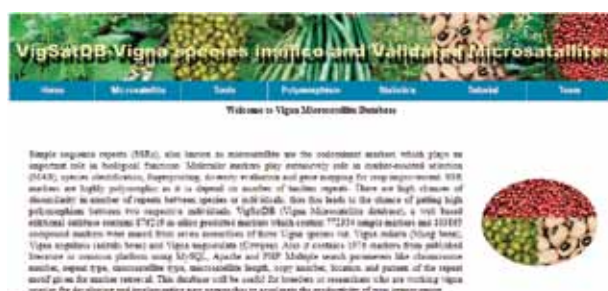 VigSatDB-Vigna species insilico and Validated Microsatallites
Home Microsatellite Tools Polymorphism Statistics Tutorial Team
Welcome to Vigna Microsatellite Database
Simple sequence repeats (SSRs), also known as microsatellite are the codominant markers which plays an
important role in biological functions. Molecular markers play extensively role in marker-assisted selection
(MAS), species identification, fingerprinting, diversity evaluation and gene mapping for crop improvement. SSR
markers are highly polymorphic as it is depend on number of tandem repeats. There are high chances of
dissimilarity in number of repeats between species or individuals, thus this leads to the chance of getting high
polymorphism between two respective individuals. VigSatDB (Vigna Microsatellite database), a web based
relational database contains in silico predicted markers which contain simple markers and
compound markers what mined from seven assemblies of three Vigna species viz. Vigna radiata (Mung bean),
Vigna angularis (adzuki bean) and Vigna unguiculata (Cowpea). Also it contains 1976 markers from published
literature on common platform using MySQL, Apache and PHP. Multiple search parameters like chromosome
number, repeat type, microsatellite type, microsatellite length, copy number, location and pattern of the repeat
motif given for marker retrieval. This database will be useful for breeders or researchers who are working vigna